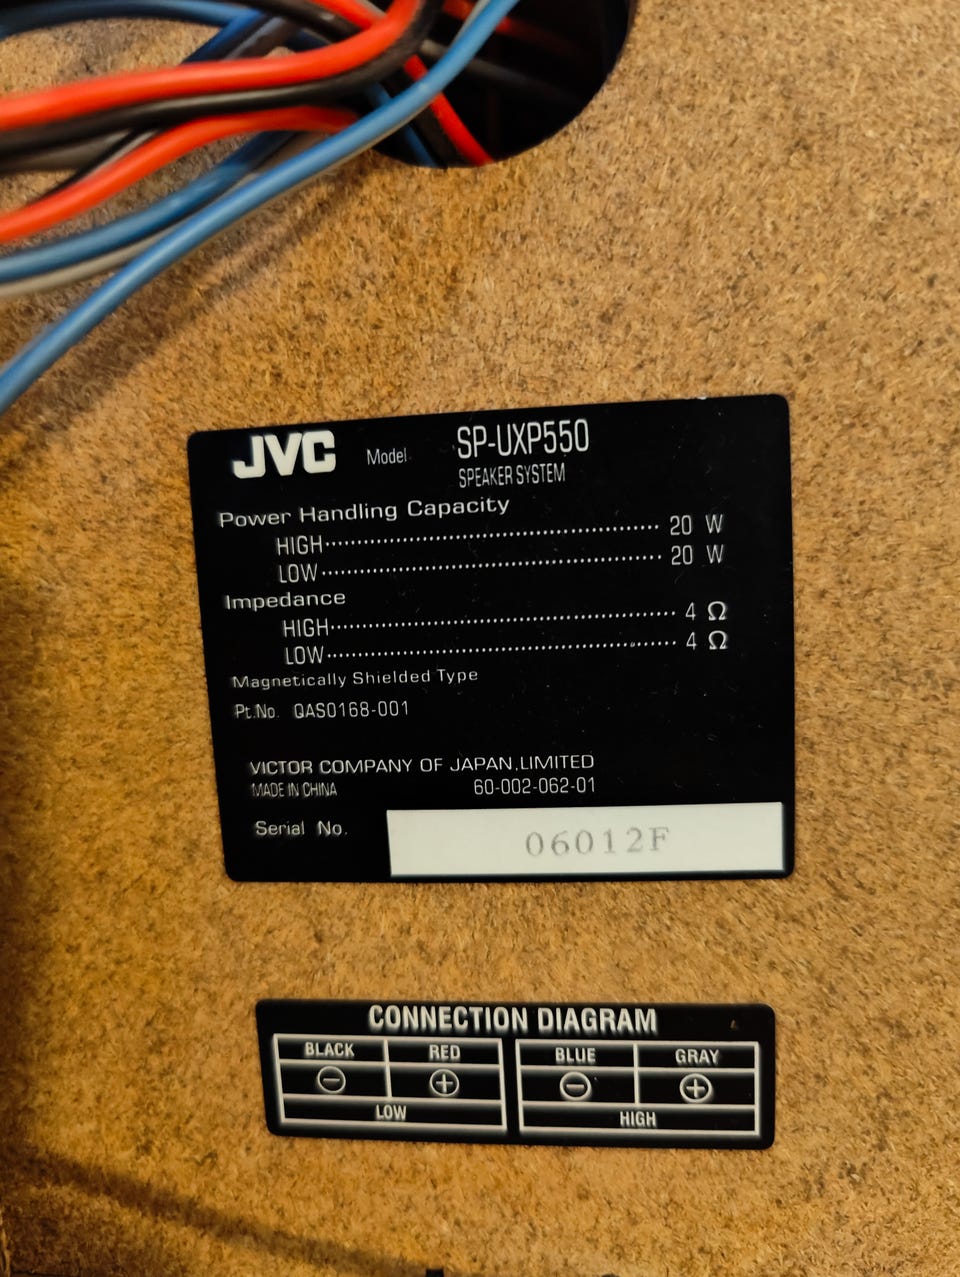 JVC Model SP-UXP550
SPEAKER SYSTEM
Power Handling Capacity
HIGH 20 W
LOW 20 W
Impedance
HIGH 4 Ω
LOW 4 Ω
Magnetically Shielded Type
Pt.No. QAS0168-001
VICTOR COMPANY OF JAPAN,LIMITED
MADE IN CHINA 60-002-062-01
Serial No. 06012F
CONNECTION DIAGRAM
BLACK RED BLUE GRAY
⊖ ⊕ ⊖ ⊕
LOW HIGH